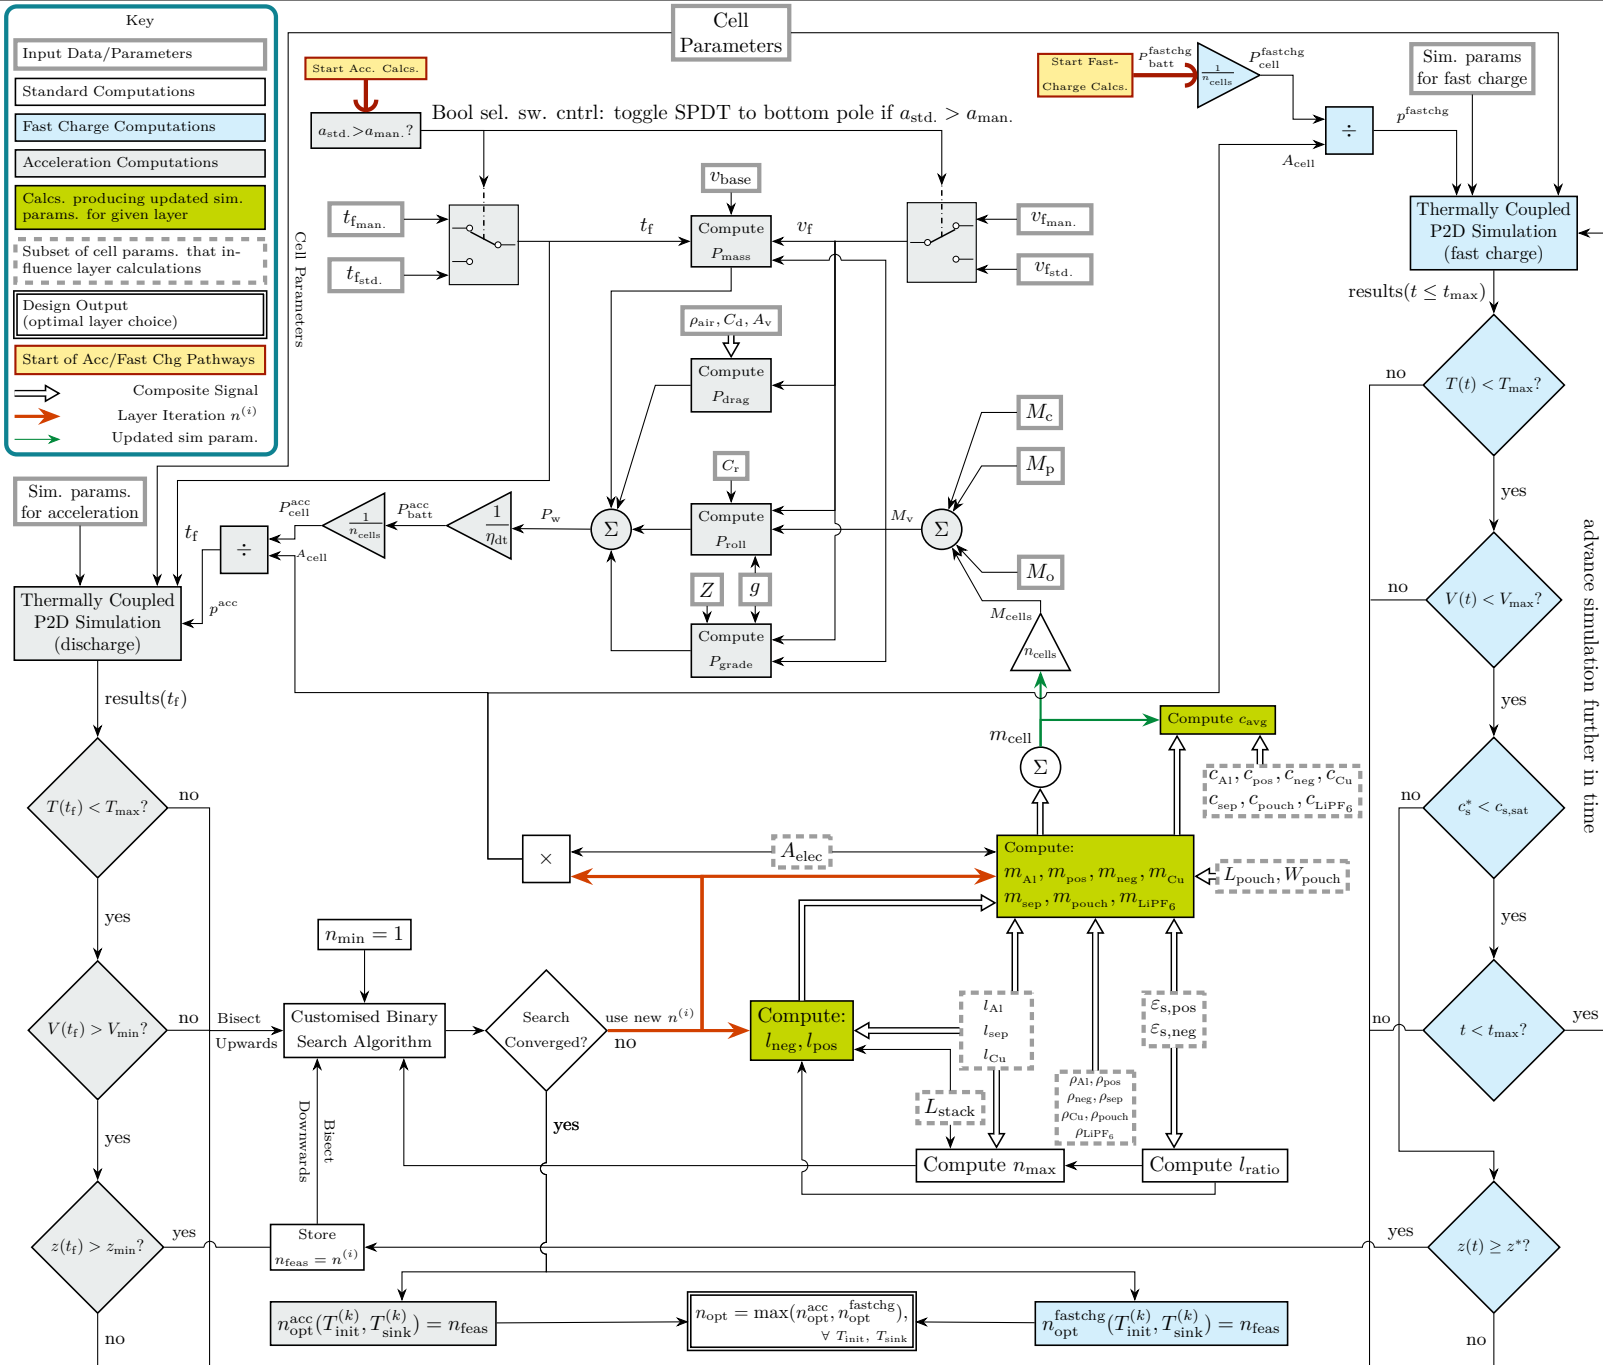 Key
Input Data/Parameters
Standard Computations
Fast Charge Computations
Acceleration Computations
Calcs. producing updated sim.
params. for given layer
Subset of cell params. that in-
fluence layer calculations
Design Output
(optimal layer choice)
Start of Acc/Fast Chg Pathways
Composite Signal
Layer Iteration n^(i)
Updated sim param.
Cell
Parameters
Start Acc. Calcs.
a_std. > a_man.?
Bool sel. sw. cntrl: toggle SPDT to bottom pole if a_std. > a_man.
Start Fast-
Charge Calcs.
P_batt^fastchg
1/n_cells
P_cell^fastchg
Sim. params
for fast charge
÷
p^fastchg
A_cell
Thermally Coupled
P2D Simulation
(fast charge)
results(t ≤ t_max)
Cell Parameters
t_f_man.
t_f_std.
t_f
v_base
Compute
P_mass
v_f
v_f_man.
v_f_std.
ρ_air, C_d, A_v
Compute
P_drag
C_r
Compute
P_roll
Z
g
Compute
P_grade
M_c
M_p
M_o
M_v
Σ
M_cells
n_cells
Σ
P_w
1/η_dt
P_batt^acc
1/n_cells
P_cell^acc
A_cell
÷
t_f
p^acc
Sim. params.
for acceleration
Thermally Coupled
P2D Simulation
(discharge)
results(t_f)
T(t_f) < T_max?
no
yes
V(t_f) > V_min?
no
yes
z(t_f) > z_min?
yes
no
T(t) < T_max?
no
yes
V(t) < V_max?
no
yes
c_s^* < c_s,sat
no
yes
t < t_max?
no
yes
z(t) ≥ z*?
yes
no
advance simulation further in time
Compute c_avg
c_Al, c_pos, c_neg, c_Cu
c_sep, c_pouch, c_LiPF6
m_cell
Σ
×
A_elec
Compute:
m_Al, m_pos, m_neg, m_Cu
m_sep, m_pouch, m_LiPF6
L_pouch, W_pouch
n_min = 1
Bisect
Upwards
Customised Binary
Search Algorithm
Search
Converged?
use new n^(i)
no
yes
Compute:
l_neg, l_pos
l_Al
l_sep
l_Cu
ε_s,pos
ε_s,neg
ρ_Al, ρ_pos
ρ_neg, ρ_sep
ρ_Cu, ρ_pouch
ρ_LiPF6
L_stack
Compute n_max
Compute l_ratio
Bisect
Downwards
Store
n_feas = n^(i)
n_opt^acc(T_init^(k), T_sink^(k)) = n_feas
n_opt = max(n_opt^acc, n_opt^fastchg),
∀ T_init, T_sink
n_opt^fastchg(T_init^(k), T_sink^(k)) = n_feas